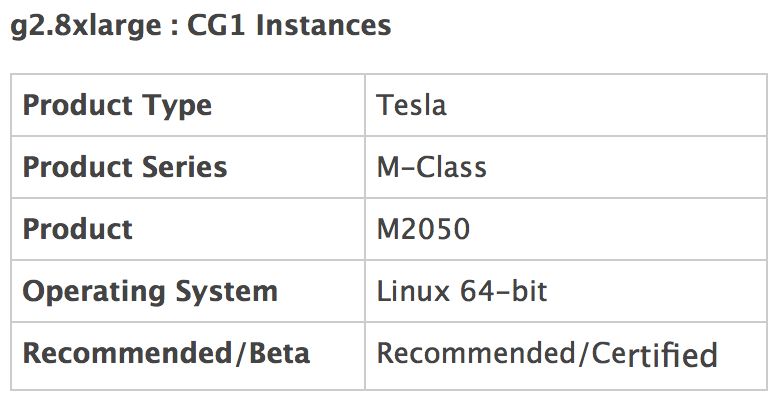 g2.8xlarge : CG1 Instances
Product Type Tesla
Product Series M-Class
Product M2050
Operating System Linux 64-bit
Recommended/Beta Recommended/Certified